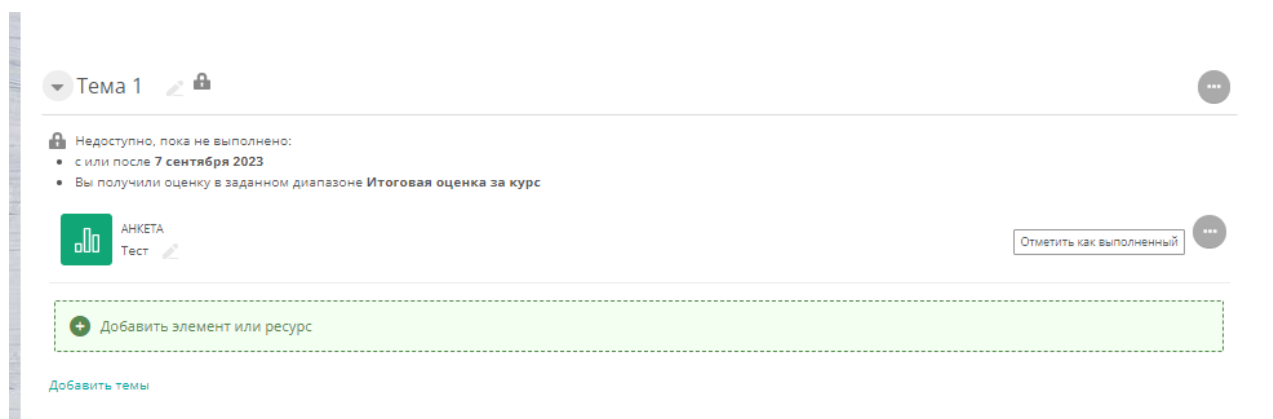 Тема 1
Недоступно, пока не выполнено:
с или после 7 сентября 2023
Вы получили оценку в заданном диапазоне Итоговая оценка за курс
АНКЕТА
Тест
Отметить как выполненный
Добавить элемент или ресурс
Добавить темы